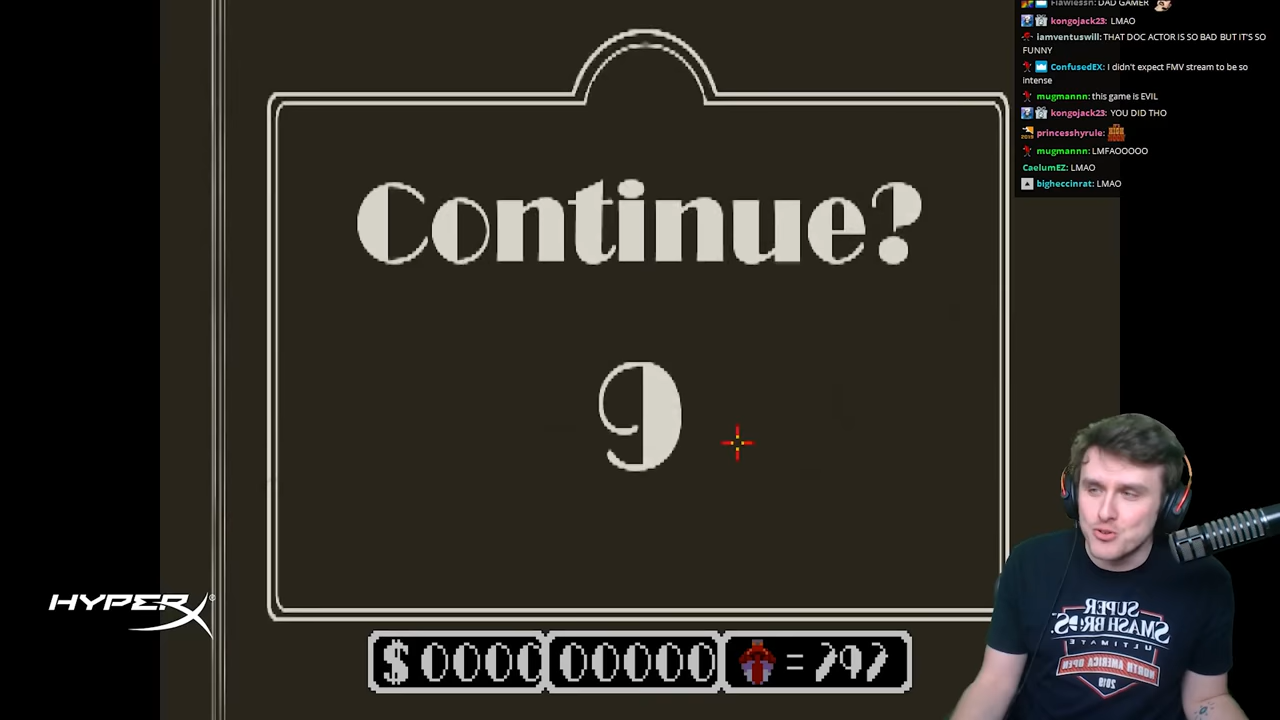 Flawlessn: DAD GAMER
kongojack23: LMAO
iamventuswill: THAT DOC ACTOR IS SO BAD BUT IT'S SO
FUNNY
ConfusedEX: I didn't expect FMV stream to be so
intense
mugmannn: this game is EVIL
kongojack23: YOU DID THO
princesshyrule:
mugmannn: LMFAOOOOO
CaelumEZ: LMAO
bigheccinrat: LMAO
Continue?
9
HYPERX
$ 0000 00000 =
SUPER
SMASH BROS
ULTIMATE
NORTH AMERICA OPEN
2019